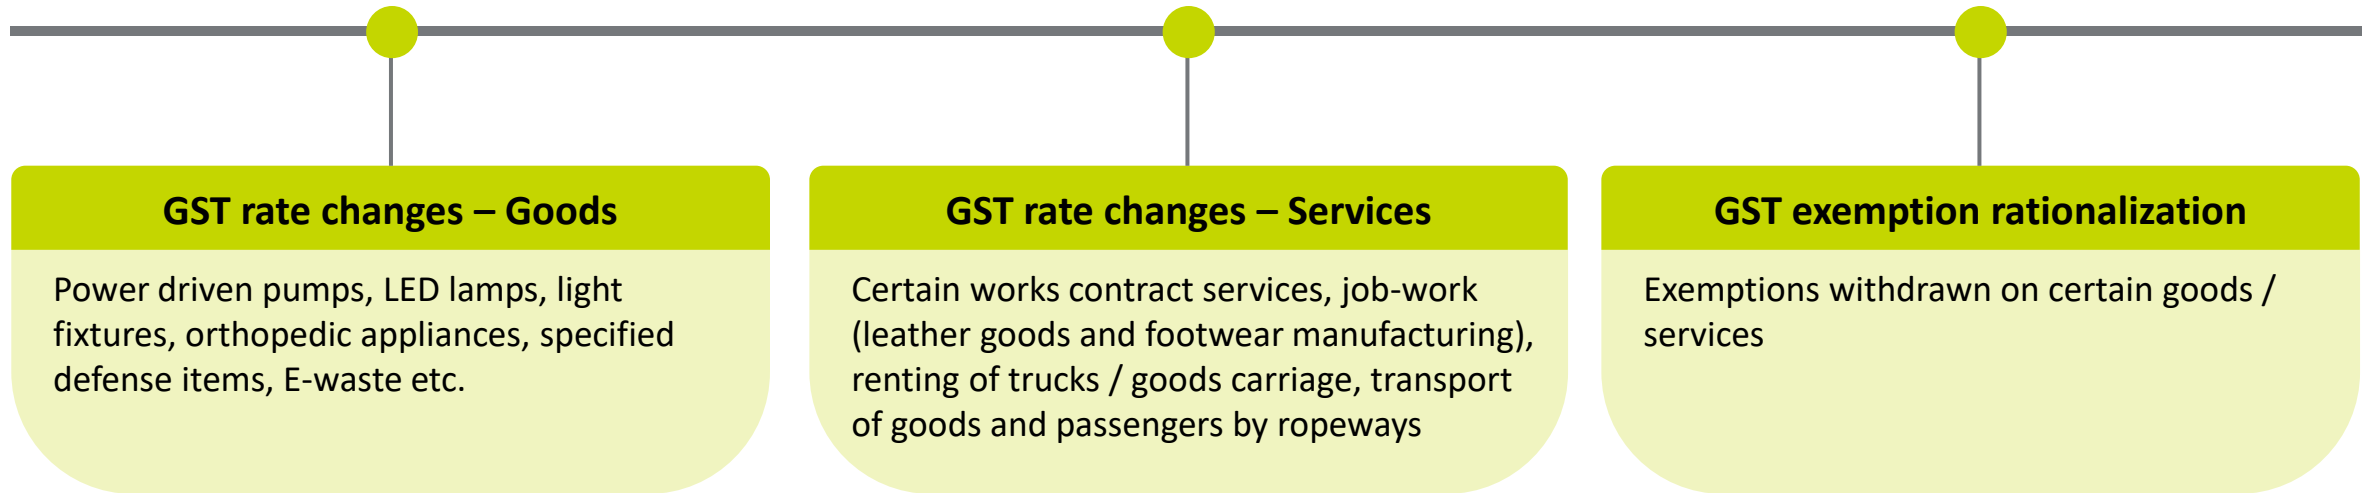 GST rate changes – Goods
Power driven pumps, LED lamps, light
fixtures, orthopedic appliances, specified
defense items, E-waste etc.
GST rate changes – Services
Certain works contract services, job-work
(leather goods and footwear manufacturing),
renting of trucks / goods carriage, transport
of goods and passengers by ropeways
GST exemption rationalization
Exemptions withdrawn on certain goods /
services